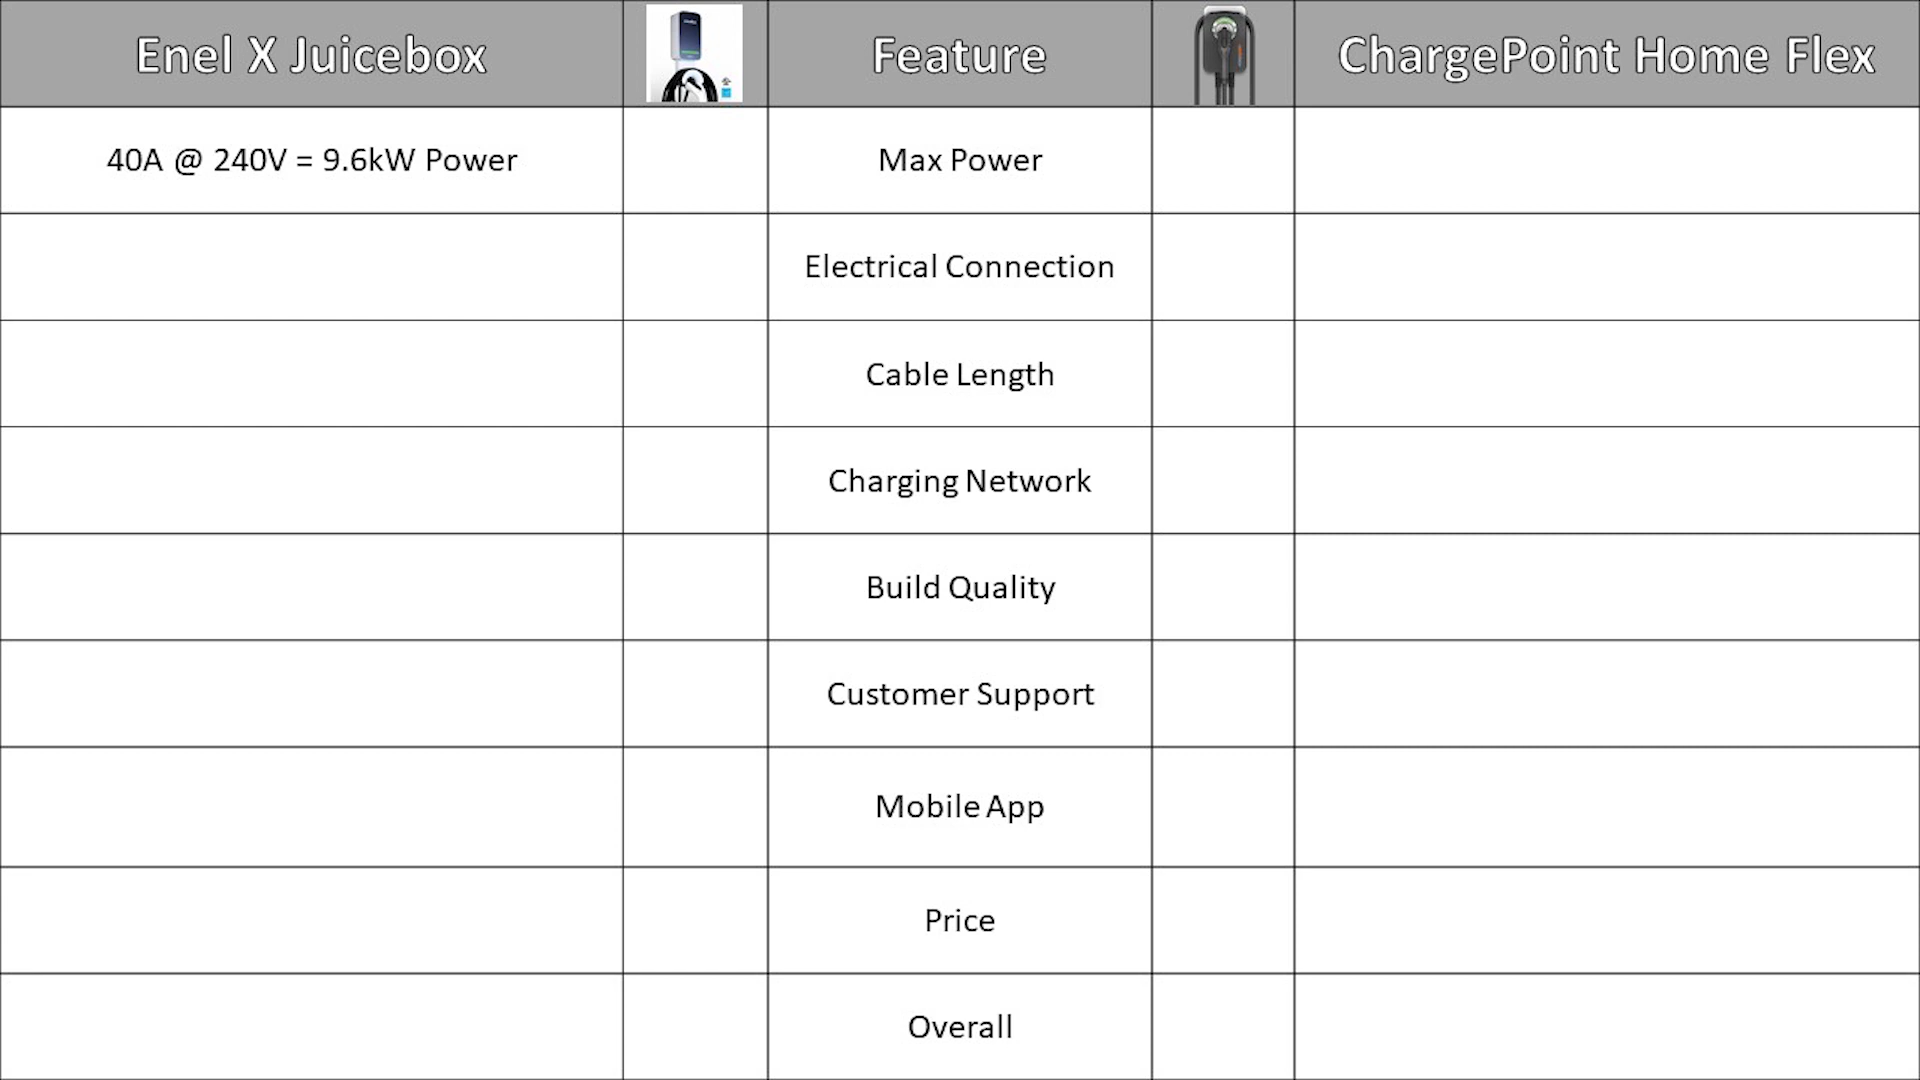 Enel X Juicebox
Feature
ChargePoint Home Flex
40A @ 240V = 9.6kW Power
Max Power
Electrical Connection
Cable Length
Charging Network
Build Quality
Customer Support
Mobile App
Price
Overall